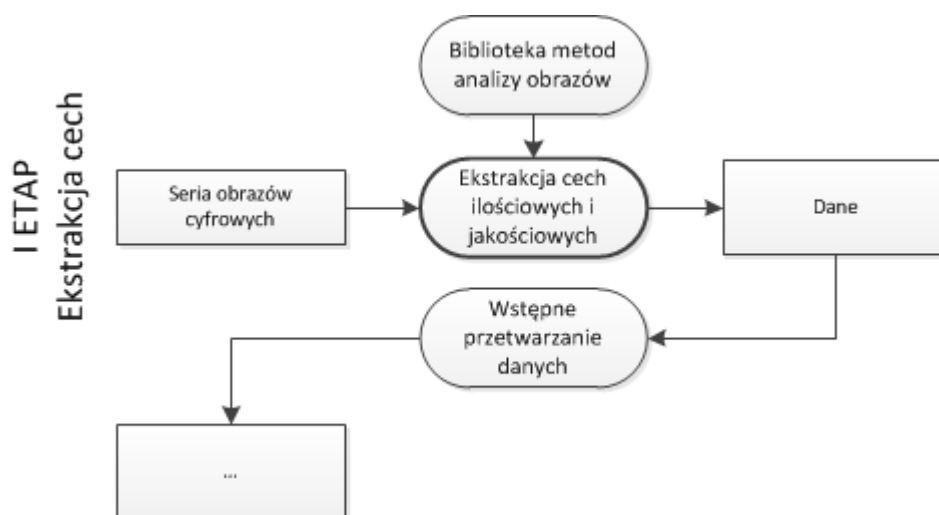 I ETAP
Ekstrakcja cech
Biblioteka metod
analizy obrazów
Seria obrazów
cyfrowych
Ekstrakcja cech
ilościowych i
jakościowych
Dane
Wstępne
przetwarzanie
danych
...